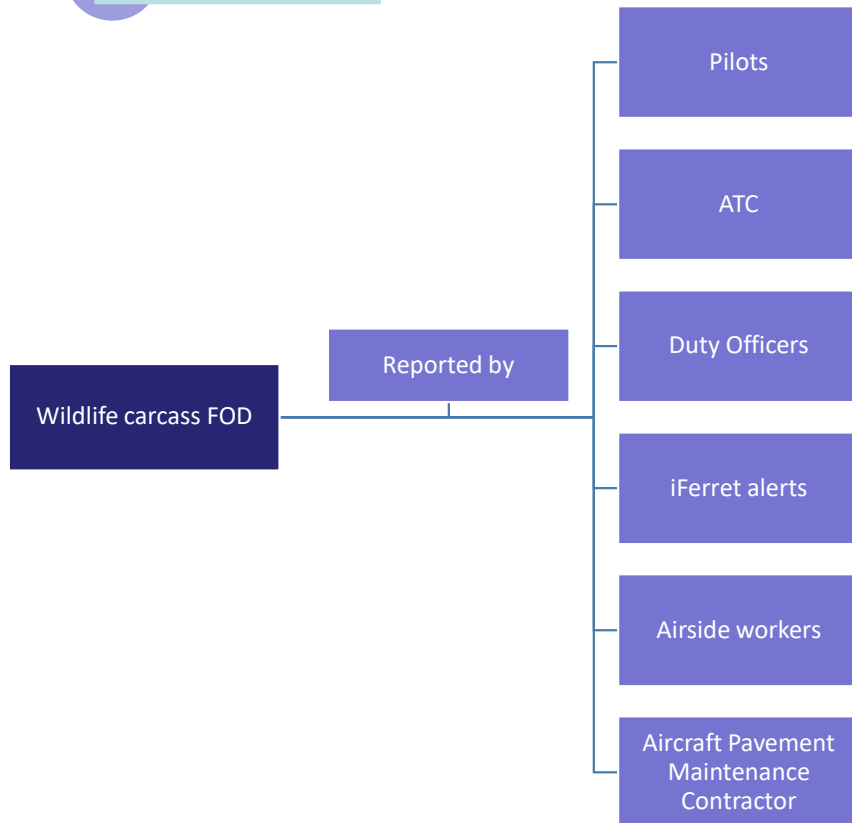 Pilots
ATC
Duty Officers
Reported by
Wildlife carcass FOD
iFerret alerts
Airside workers
Aircraft Pavement
Maintenance
Contractor